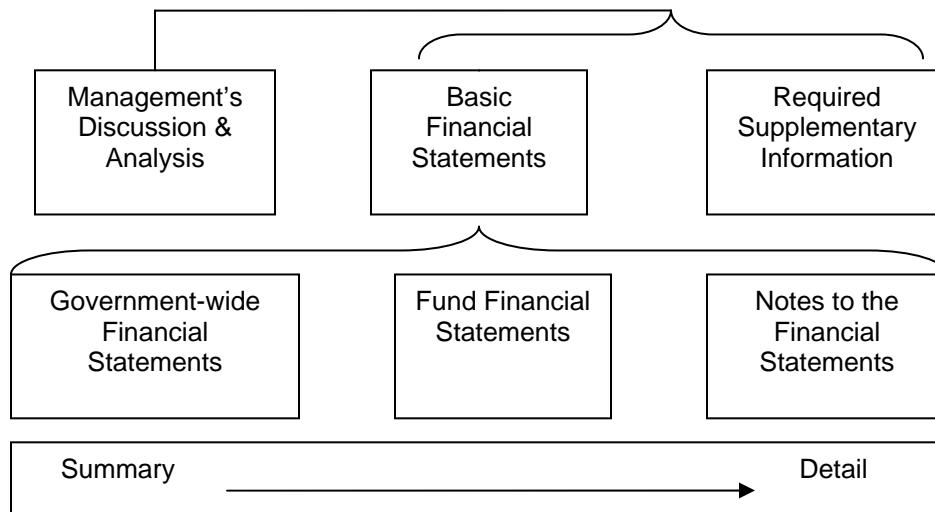 Management’s
Discussion &
Analysis
Basic
Financial
Statements
Required
Supplementary
Information
Government-wide
Financial
Statements
Fund Financial
Statements
Notes to the
Financial
Statements
Summary
Detail